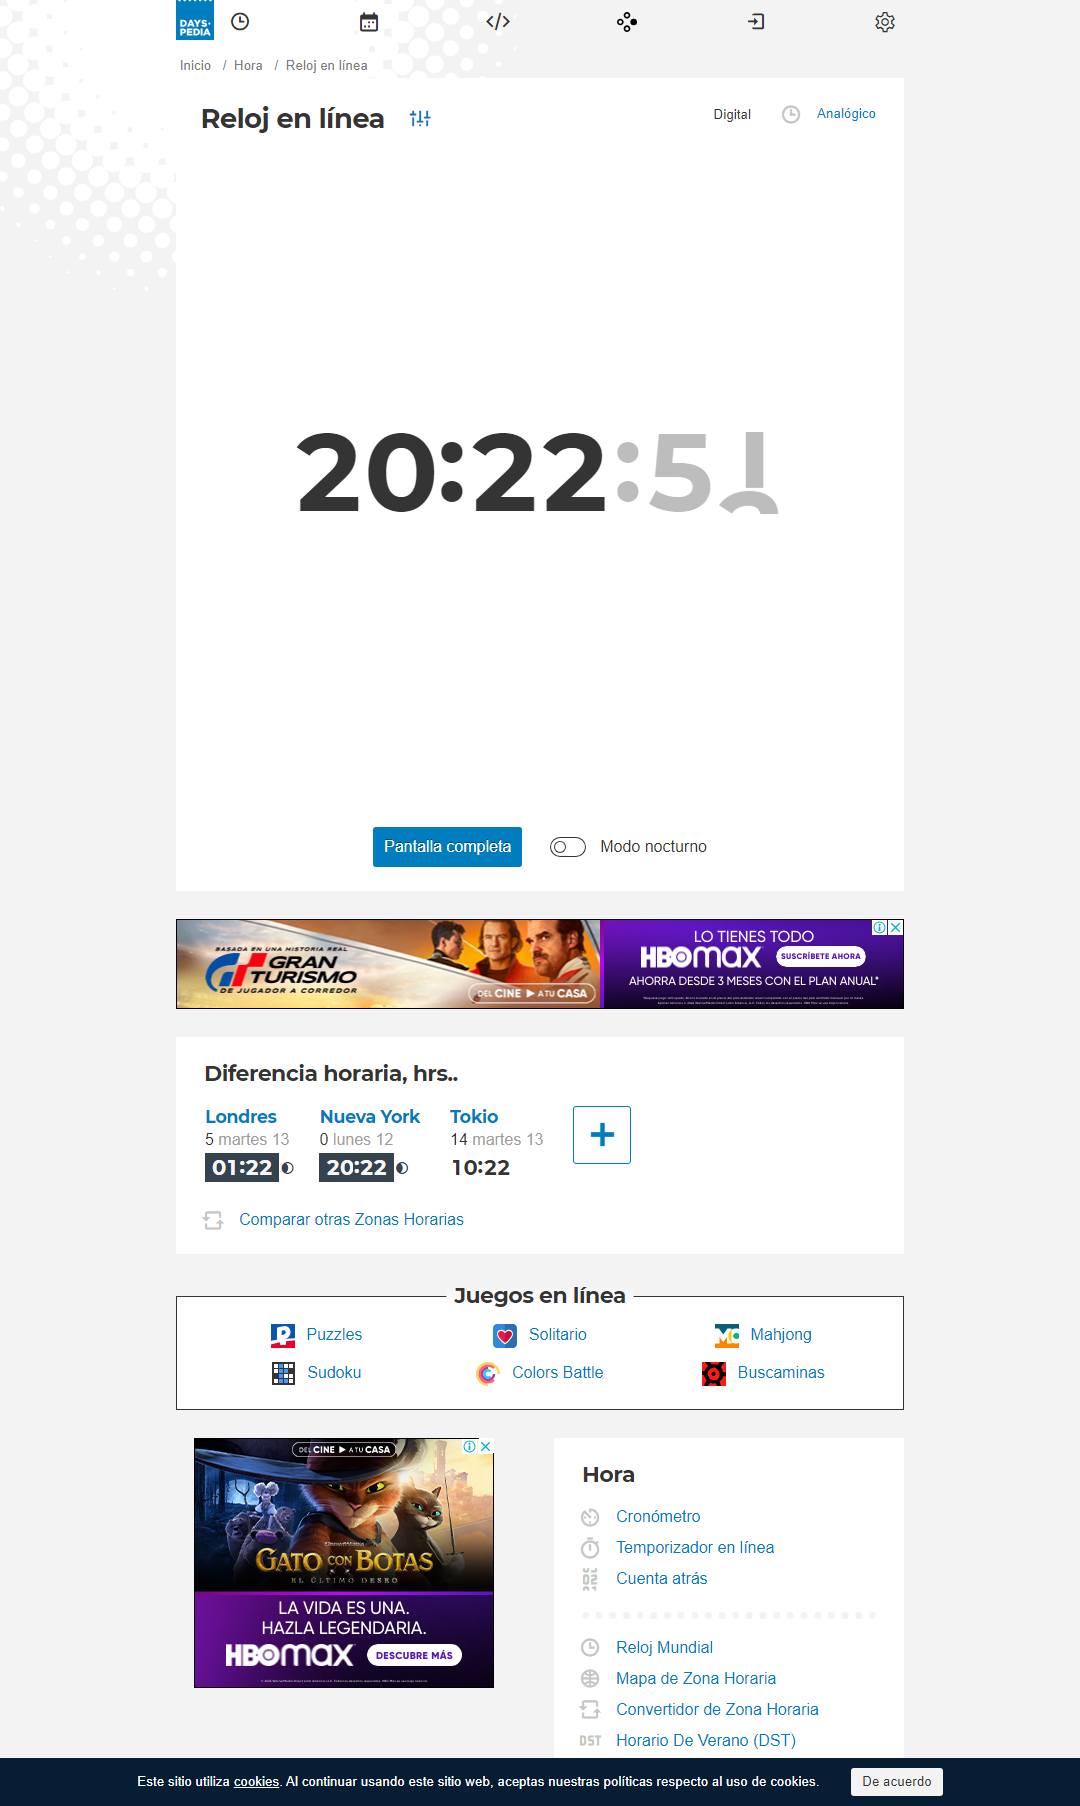 DAYS·
PEDIA
Inicio / Hora / Reloj en línea
Reloj en línea
Digital
Analógico
20:22:5
Pantalla completa
Modo nocturno
BASADA EN UNA HISTORIA REAL
GRAN
TURISMO
DE JUGADOR A CORREDOR
DEL CINE ▶ A TU CASA
LO TIENES TODO
HBOMAX
SUSCRÍBETE AHORA
AHORRA DESDE 3 MESES CON EL PLAN ANUAL*
Diferencia horaria, hrs..
Londres
5 martes 13
01:22
Nueva York
0 lunes 12
20:22
Tokio
14 martes 13
10:22
Comparar otras Zonas Horarias
Juegos en línea
Puzzles
Solitario
Mahjong
Sudoku
Colors Battle
Buscaminas
DEL CINE ▶ A TU CASA
GATO CON BOTAS
EL ÚLTIMO DESEO
LA VIDA ES UNA.
HAZLA LEGENDARIA.
HBOMAX
DESCUBRE MÁS
Hora
Cronómetro
Temporizador en línea
Cuenta atrás
Reloj Mundial
Mapa de Zona Horaria
Convertidor de Zona Horaria
DST Horario De Verano (DST)
Este sitio utiliza cookies. Al continuar usando este sitio web, aceptas nuestras políticas respecto al uso de cookies.
De acuerdo